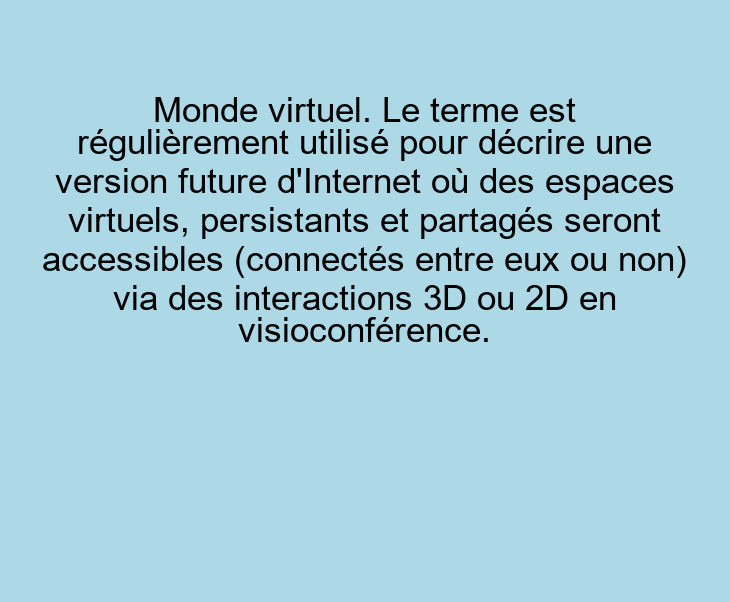 Monde virtuel. Le terme est
régulièrement utilisé pour décrire une
version future d'Internet où des espaces
virtuels, persistants et partagés seront
accessibles (connectés entre eux ou non)
via des interactions 3D ou 2D en
visioconférence.